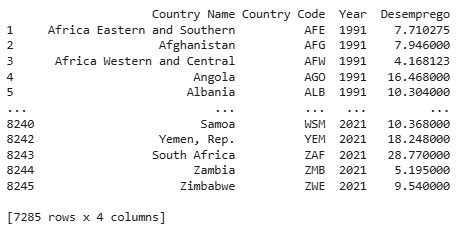 Country Name Country Code Year Desemprego
1 Africa Eastern and Southern AFE 1991 7.710275
2 Afghanistan AFG 1991 7.946000
3 Africa Western and Central AFW 1991 4.168123
4 Angola AGO 1991 16.468000
5 Albania ALB 1991 10.304000
... ... ... ... ...
8240 Samoa WSM 2021 10.368000
8242 Yemen, Rep. YEM 2021 18.248000
8243 South Africa ZAF 2021 28.770000
8244 Zambia ZMB 2021 5.195000
8245 Zimbabwe ZWE 2021 9.540000
[7285 rows x 4 columns]